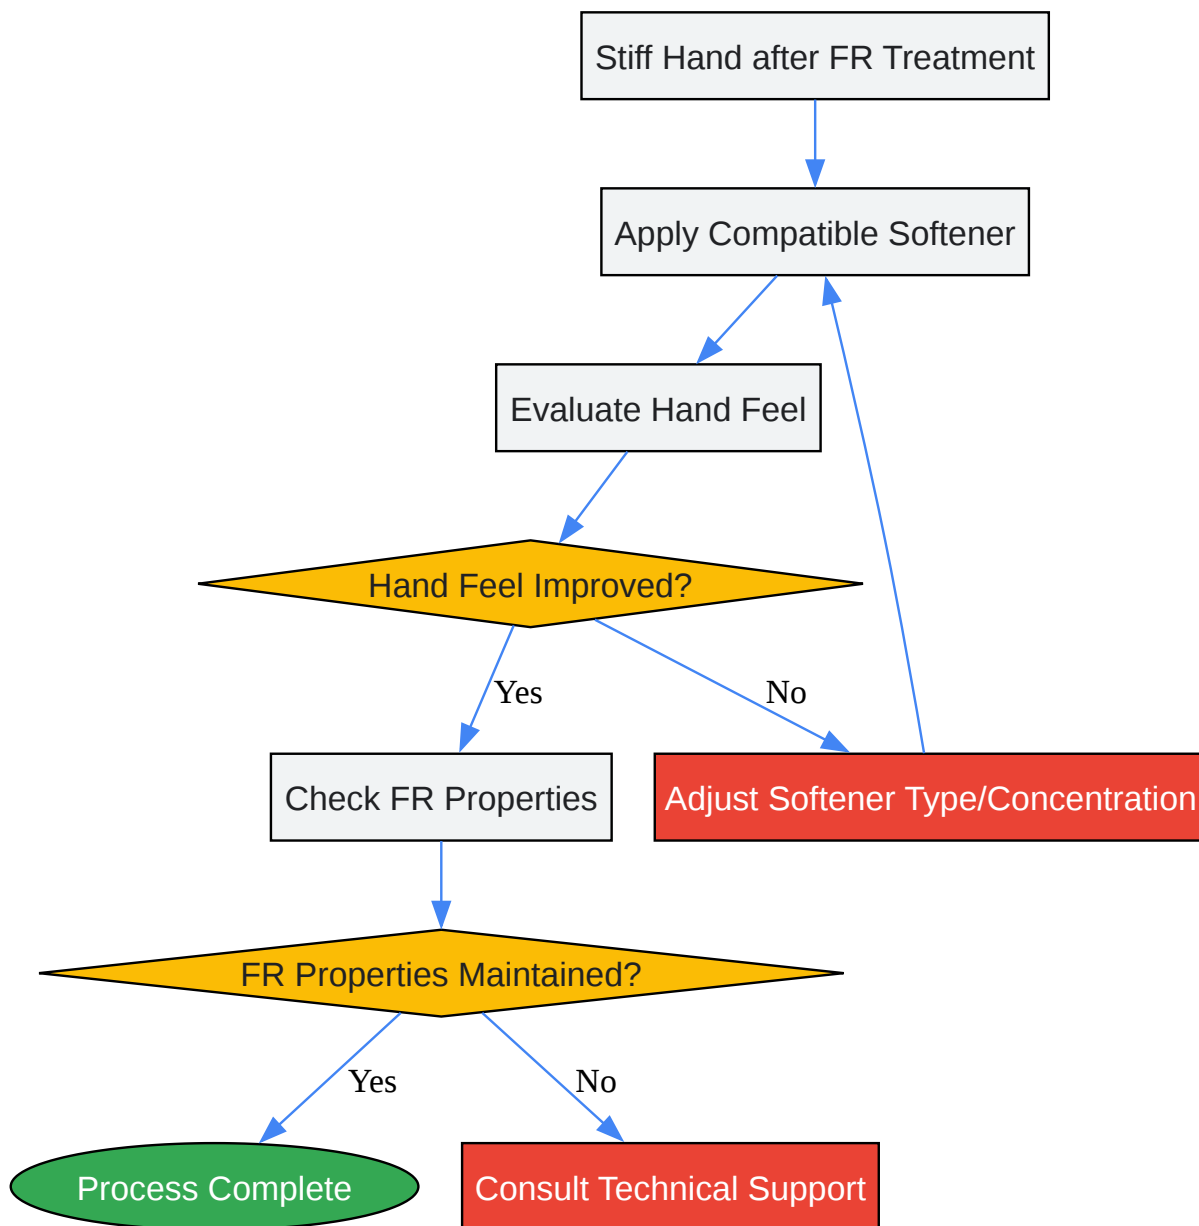 Stiff Hand after FR Treatment
Apply Compatible Softener
Evaluate Hand Feel
Hand Feel Improved?
Yes
No
Check FR Properties
Adjust Softener Type/Concentration
FR Properties Maintained?
Yes
No
Process Complete
Consult Technical Support